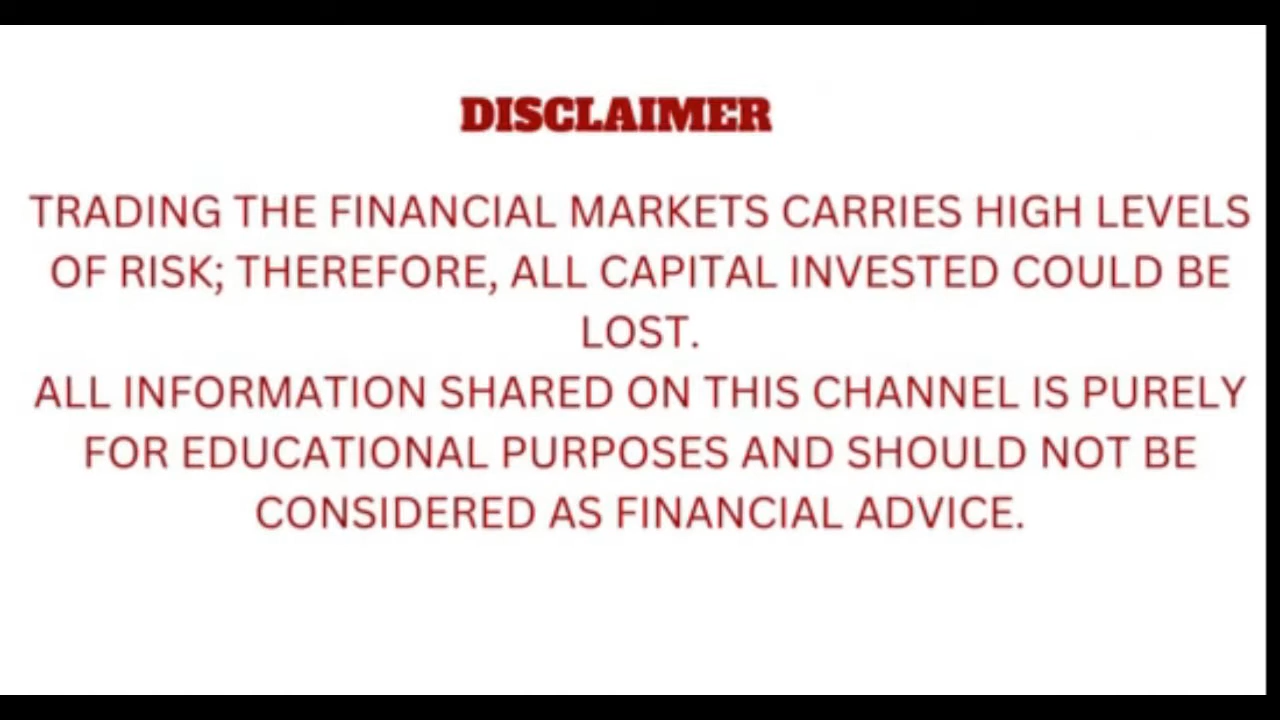 DISCLAIMER
TRADING THE FINANCIAL MARKETS CARRIES HIGH LEVELS
OF RISK; THEREFORE, ALL CAPITAL INVESTED COULD BE
LOST.
ALL INFORMATION SHARED ON THIS CHANNEL IS PURELY
FOR EDUCATIONAL PURPOSES AND SHOULD NOT BE
CONSIDERED AS FINANCIAL ADVICE.